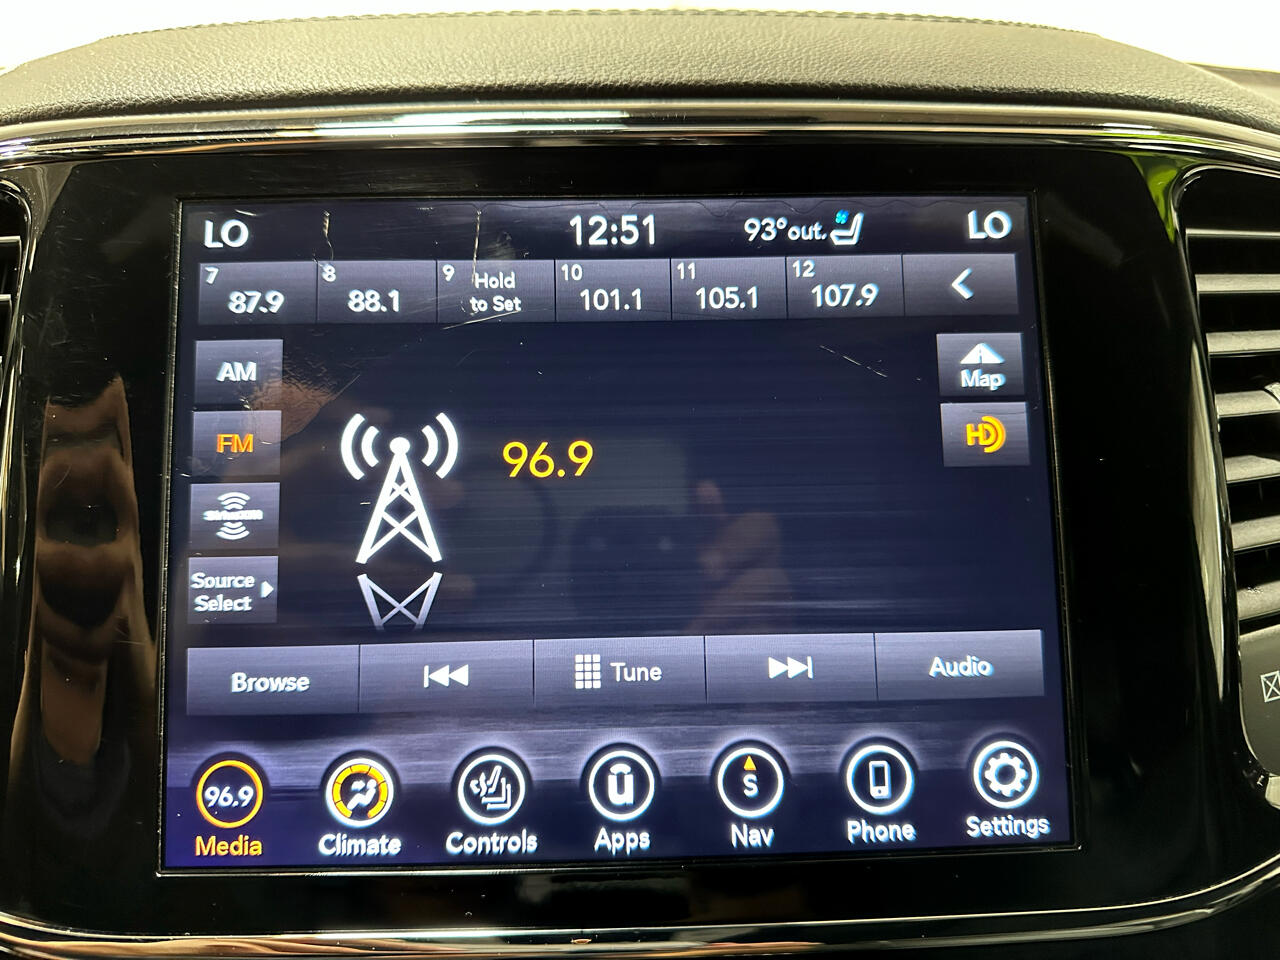 LO 12:51 93°out. LO
7 8 9 10 11 12
87.9 88.1 Hold to Set 101.1 105.1 107.9
AM
Map
FM
HD
96.9
SiriusXM
Source
Select
Browse Tune Audio
96.9 S
Media Climate Controls Apps Nav Phone Settings